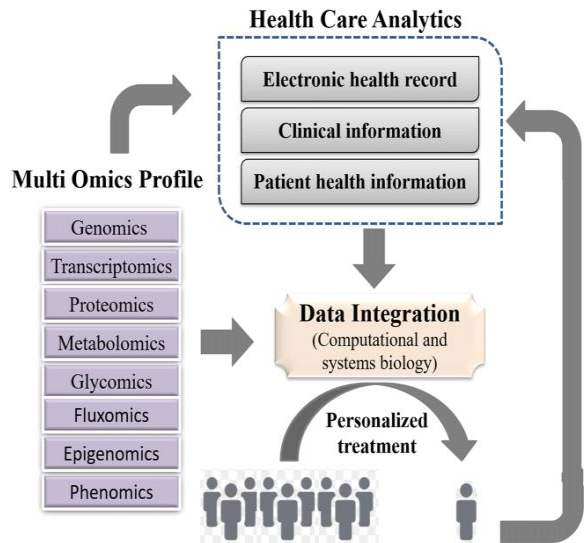 Health Care Analytics
Electronic health record
Clinical information
Patient health information
Multi Omics Profile
Genomics
Transcriptomics
Proteomics
Metabolomics
Glycomics
Fluxomics
Epigenomics
Phenomics
Data Integration
(Computational and
systems biology)
Personalized
treatment